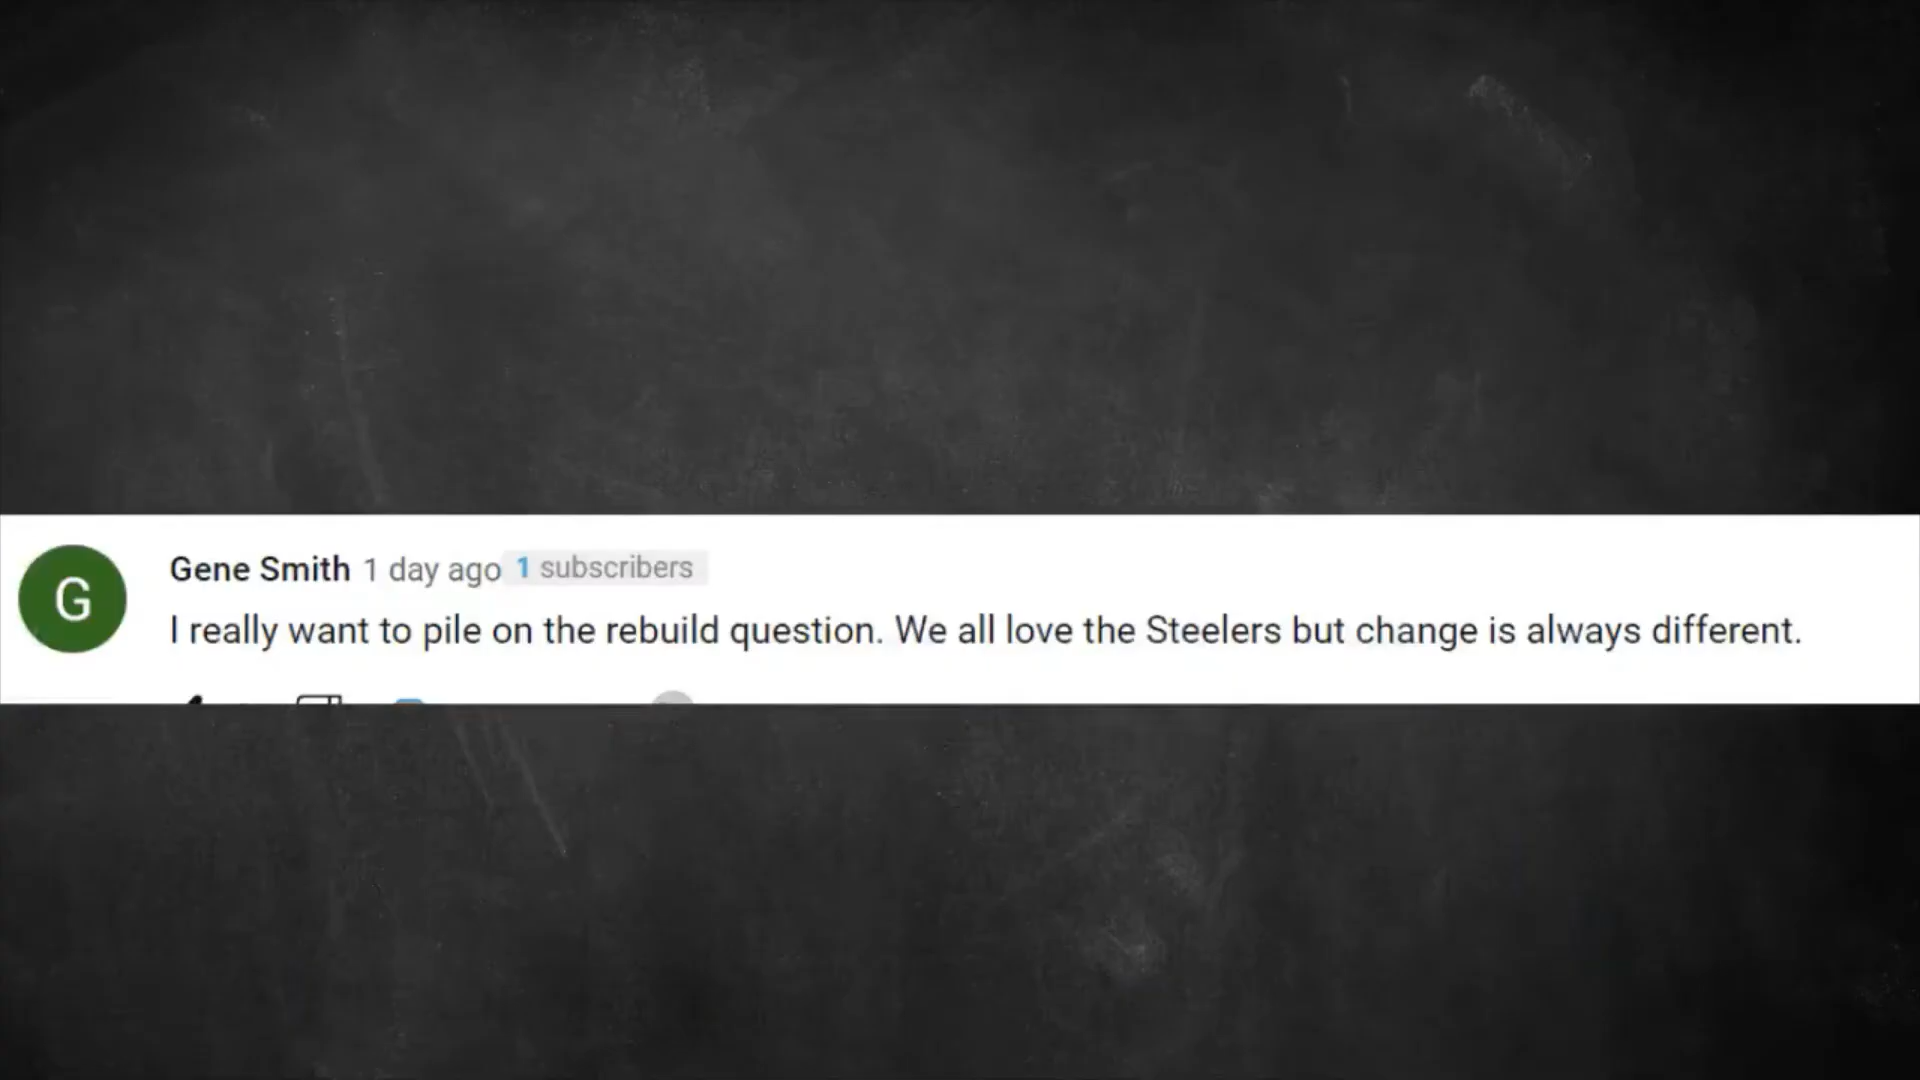 G
Gene Smith 1 day ago 1 subscribers
I really want to pile on the rebuild question. We all love the Steelers but change is always different.